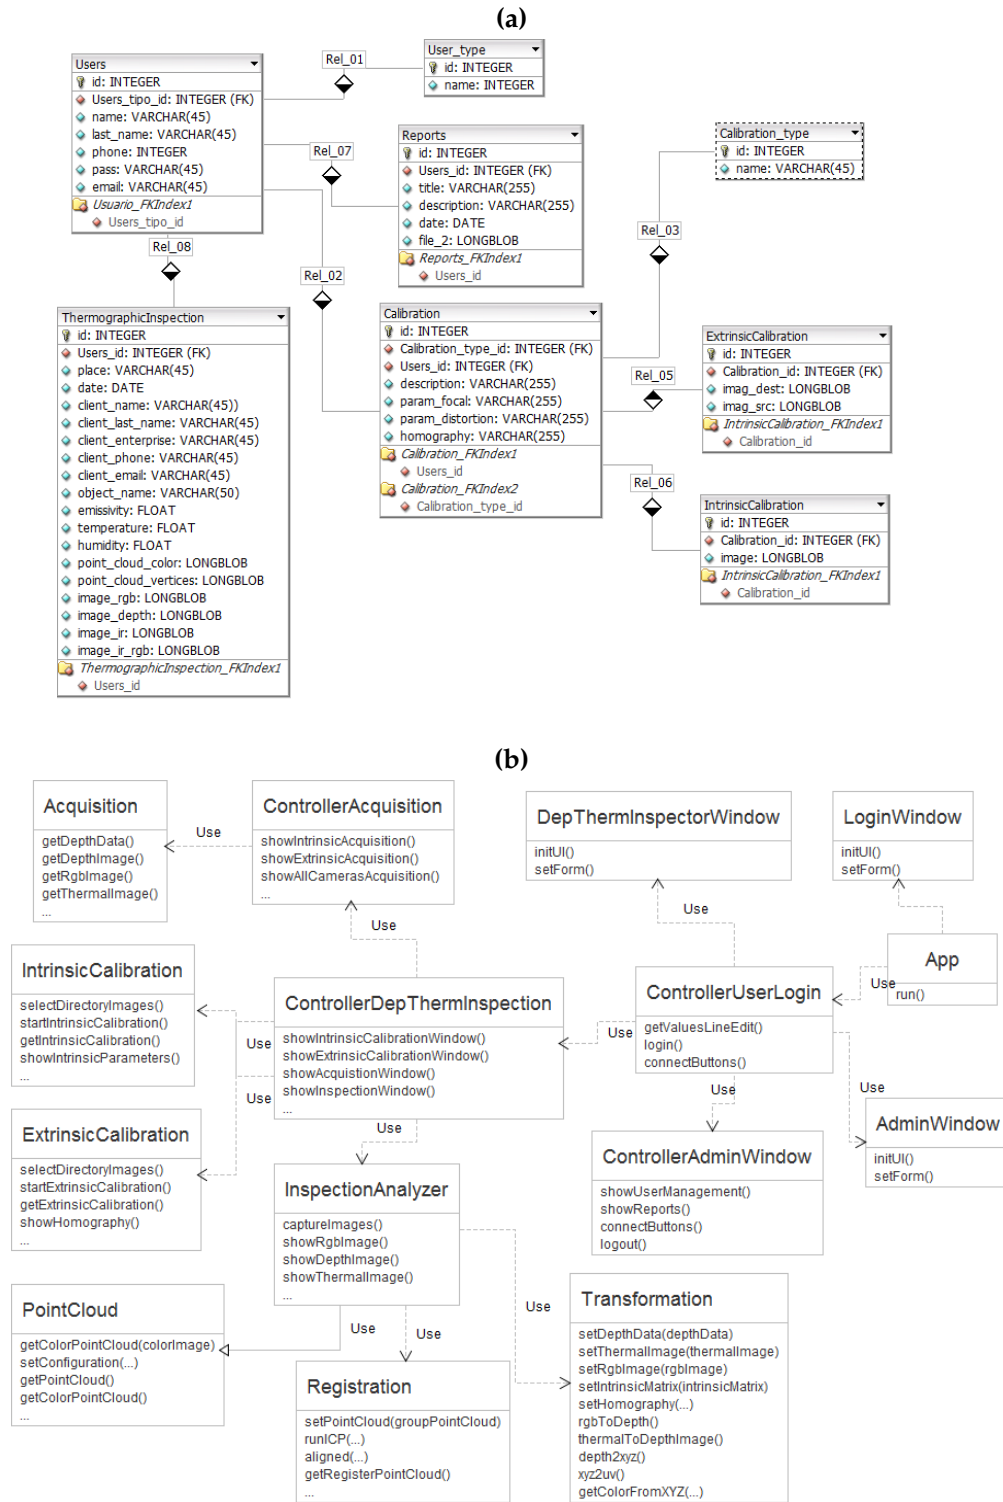 (a)
Users
id: INTEGER
Users_tipo_id: INTEGER (FK)
name: VARCHAR(45)
last_name: VARCHAR(45)
phone: INTEGER
pass: VARCHAR(45)
email: VARCHAR(45)
Usuario_FKIndex1
Users_tipo_id
Rel_01
User_type
id: INTEGER
name: INTEGER
Rel_07
Reports
id: INTEGER
Users_id: INTEGER (FK)
title: VARCHAR(255)
description: VARCHAR(255)
date: DATE
file_2: LONGBLOB
Reports_FKIndex1
Users_id
Calibration_type
id: INTEGER
name: VARCHAR(45)
Rel_03
Rel_08
Rel_02
ThermographicInspection
id: INTEGER
Users_id: INTEGER (FK)
place: VARCHAR(45)
date: DATE
client_name: VARCHAR(45))
client_last_name: VARCHAR(45)
client_enterprise: VARCHAR(45)
client_phone: VARCHAR(45)
client_email: VARCHAR(45)
object_name: VARCHAR(50)
emissivity: FLOAT
temperature: FLOAT
humidity: FLOAT
point_cloud_color: LONGBLOB
point_cloud_vertices: LONGBLOB
image_rgb: LONGBLOB
image_depth: LONGBLOB
image_ir: LONGBLOB
image_ir_rgb: LONGBLOB
ThermographicInspection_FKIndex1
Users_id
Calibration
id: INTEGER
Calibration_type_id: INTEGER (FK)
Users_id: INTEGER (FK)
description: VARCHAR(255)
param_focal: VARCHAR(255)
param_distortion: VARCHAR(255)
homography: VARCHAR(255)
Calibration_FKIndex1
Users_id
Calibration_FKIndex2
Calibration_type_id
Rel_05
ExtrinsicCalibration
id: INTEGER
Calibration_id: INTEGER (FK)
imag_dest: LONGBLOB
imag_src: LONGBLOB
IntrinsicCalibration_FKIndex1
Calibration_id
Rel_06
IntrinsicCalibration
id: INTEGER
Calibration_id: INTEGER (FK)
image: LONGBLOB
IntrinsicCalibration_FKIndex1
Calibration_id
(b)
Acquisition
getDepthData()
getDepthImage()
getRgbImage()
getThermalImage()
...
Use
ControllerAcquisition
showIntrinsicAcquisition()
showExtrinsicAcquisition()
showAllCamerasAcquisition()
...
DepThermInspectorWindow
initUI()
setForm()
LoginWindow
initUI()
setForm()
Use
Use
IntrinsicCalibration
selectDirectoryImages()
startIntrinsicCalibration()
getIntrinsicCalibration()
showIntrinsicParameters()
...
Use
ControllerDepThermInspection
showIntrinsicCalibrationWindow()
showExtrinsicCalibrationWindow()
showAcquistionWindow()
showInspectionWindow()
...
Use
ControllerUserLogin
getValuesLineEdit()
login()
connectButtons()
Use
App
run()
Use
Use
Use
Use
ExtrinsicCalibration
selectDirectoryImages()
startExtrinsicCalibration()
getExtrinsicCalibration()
showHomography()
...
InspectionAnalyzer
captureImages()
showRgbImage()
showDepthImage()
showThermalImage()
...
ControllerAdminWindow
showUserManagement()
showReports()
connectButtons()
logout()
AdminWindow
initUI()
setForm()
PointCloud
getColorPointCloud(colorImage)
setConfiguration(...)
getPointCloud()
getColorPointCloud()
...
Use
Use
Use
Registration
setPointCloud(groupPointCloud)
runICP(...)
aligned(...)
getRegisterPointCloud()
...
Transformation
setDepthData(depthData)
setThermalImage(thermalImage)
setRgbImage(rgbImage)
setIntrinsicMatrix(intrinsicMatrix)
setHomography(...)
rgbToDepth()
thermalToDepthImage()
depth2xyz()
xyz2uv()
getColorFromXYZ(...)